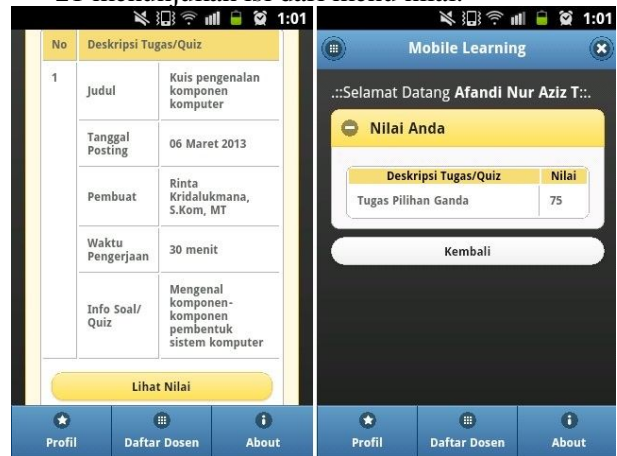 21 menunjukan isi dari menu nilai.
1:01
No Deskripsi Tugas/Quiz
1
Judul
Kuis pengenalan
komponen
komputer
Tanggal
Posting
06 Maret 2013
Pembuat
Rinta
Kridalukmana,
S.Kom, MT
Waktu
Pengerjaan
30 menit
Info Soal/
Quiz
Mengenal
komponen-
komponen
pembentuk
sistem komputer
Lihat Nilai
Profil Daftar Dosen About
1:01
Mobile Learning
.::Selamat Datang Afandi Nur Aziz T::.
Nilai Anda
Deskripsi Tugas/Quiz Nilai
Tugas Pilihan Ganda 75
Kembali
Profil Daftar Dosen About